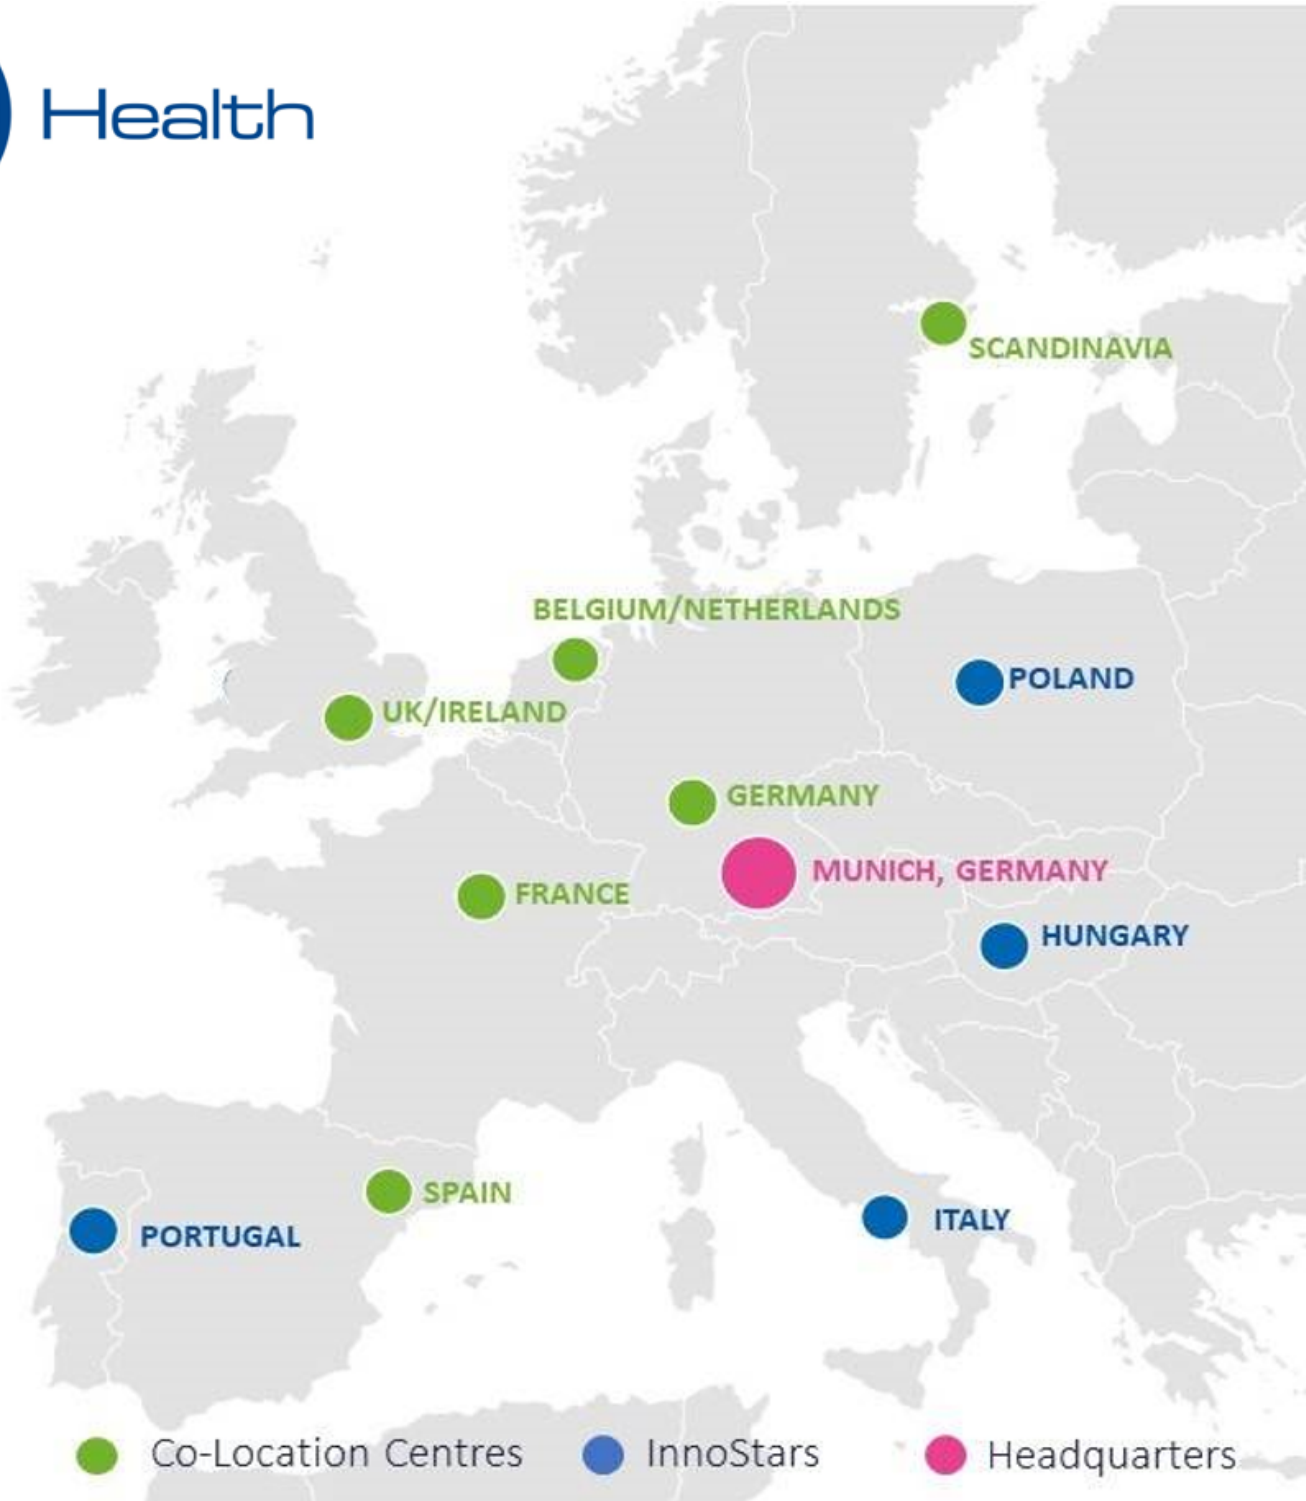 Health
SCANDINAVIA
BELGIUM/NETHERLANDS
POLAND
UK/IRELAND
GERMANY
MUNICH, GERMANY
FRANCE
HUNGARY
SPAIN
PORTUGAL
ITALY
Co-Location Centres
InnoStars
Headquarters